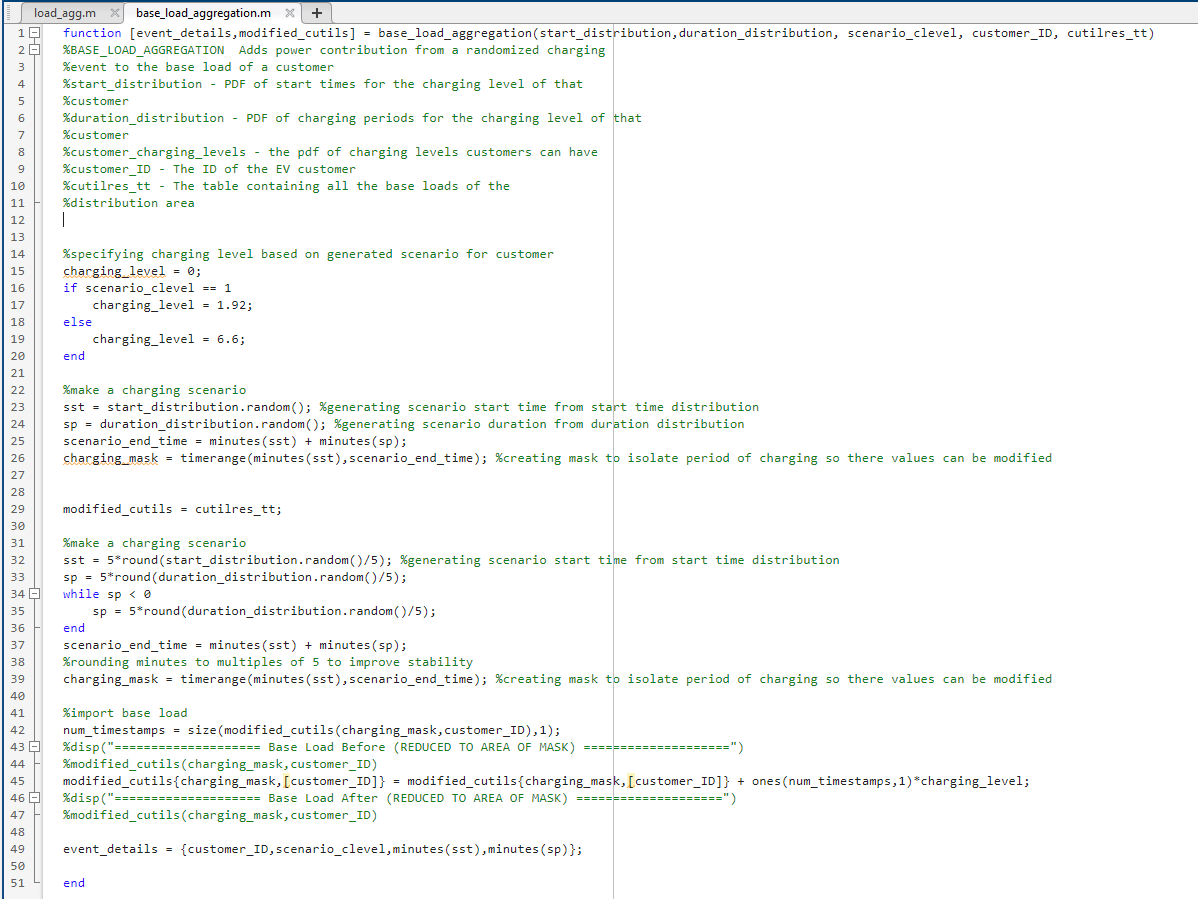 load_agg.m × base_load_aggregation.m × +
1 function [event_details,modified_cutils] = base_load_aggregation(start_distribution,duration_distribution, scenario_clevel, customer_ID, cutilres_tt)
2 %BASE_LOAD_AGGREGATION  Adds power contribution from a randomized charging
3 %event to the base load of a customer
4 %start_distribution - PDF of start times for the charging level of that
5 %customer
6 %duration_distribution - PDF of charging periods for the charging level of that
7 %customer
8 %customer_charging_levels - the pdf of charging levels customers can have
9 %customer_ID - The ID of the EV customer
10 %cutilres_tt - The table containing all the base loads of the
11 %distribution area
12
13
14 %specifying charging level based on generated scenario for customer
15 charging_level = 0;
16 if scenario_clevel == 1
17     charging_level = 1.92;
18 else
19     charging_level = 6.6;
20 end
21
22 %make a charging scenario
23 sst = start_distribution.random(); %generating scenario start time from start time distribution
24 sp = duration_distribution.random(); %generating scenario duration from duration distribution
25 scenario_end_time = minutes(sst) + minutes(sp);
26 charging_mask = timerange(minutes(sst),scenario_end_time); %creating mask to isolate period of charging so there values can be modified
27
28
29 modified_cutils = cutilres_tt;
30
31 %make a charging scenario
32 sst = 5*round(start_distribution.random()/5); %generating scenario start time from start time distribution
33 sp = 5*round(duration_distribution.random()/5);
34 while sp < 0
35     sp = 5*round(duration_distribution.random()/5);
36 end
37 scenario_end_time = minutes(sst) + minutes(sp);
38 %rounding minutes to multiples of 5 to improve stability
39 charging_mask = timerange(minutes(sst),scenario_end_time); %creating mask to isolate period of charging so there values can be modified
40
41 %import base load
42 num_timestamps = size(modified_cutils(charging_mask,customer_ID),1);
43 %disp("==================== Base Load Before (REDUCED TO AREA OF MASK) ====================")
44 %modified_cutils(charging_mask,customer_ID)
45 modified_cutils{charging_mask,[customer_ID]} = modified_cutils{charging_mask,[customer_ID]} + ones(num_timestamps,1)*charging_level;
46 %disp("==================== Base Load After (REDUCED TO AREA OF MASK) ====================")
47 %modified_cutils(charging_mask,customer_ID)
48
49 event_details = {customer_ID,scenario_clevel,minutes(sst),minutes(sp)};
50
51 end